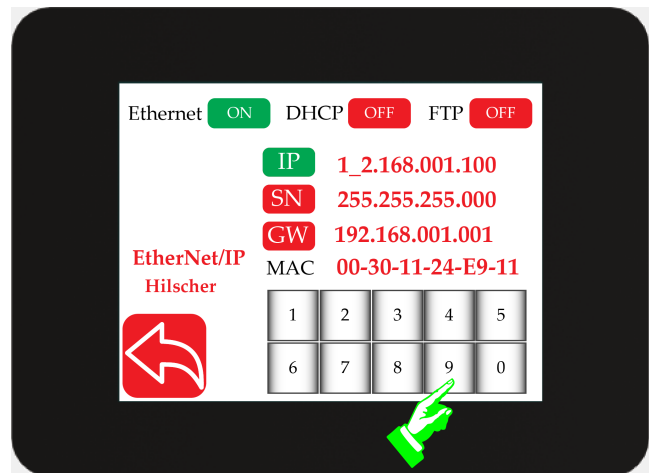 Ethernet ON DHCP OFF FTP OFF
IP 1_2.168.001.100
SN 255.255.255.000
GW 192.168.001.001
EtherNet/IP
MAC 00-30-11-24-E9-11
Hilscher
1 2 3 4 5
6 7 8 9 0